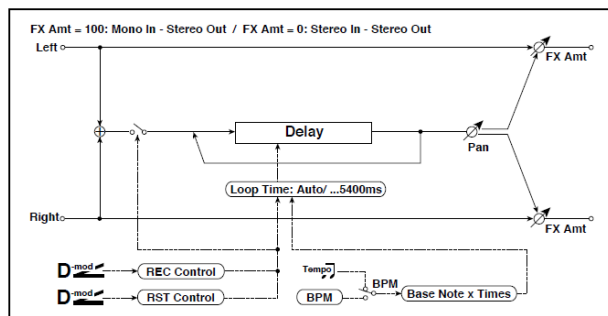 FX Amt = 100: Mono In - Stereo Out / FX Amt = 0: Stereo In - Stereo Out
Left
FX Amt
Delay
Pan
Loop Time: Auto/ ...5400ms
Right
FX Amt
D-mod
REC Control
Tempo
BPM
D-mod
RST Control
BPM
Base Note x Times